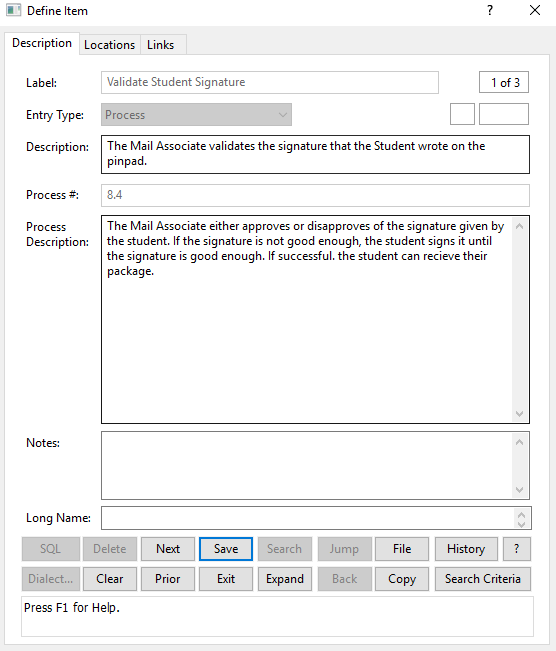 Define Item
?
Description Locations Links
Label: Validate Student Signature 1 of 3
Entry Type: Process
Description: The Mail Associate validates the signature that the Student wrote on the
pinpad.
Process #: 8.4
Process
Description:
The Mail Associate either approves or disapproves of the signature given by
the student. If the signature is not good enough, the student signs it until
the signature is good enough. If successful. the student can recieve their
package.
Notes:
Long Name:
SQL Delete Next Save Search Jump File History ?
Dialect... Clear Prior Exit Expand Back Copy Search Criteria
Press F1 for Help.